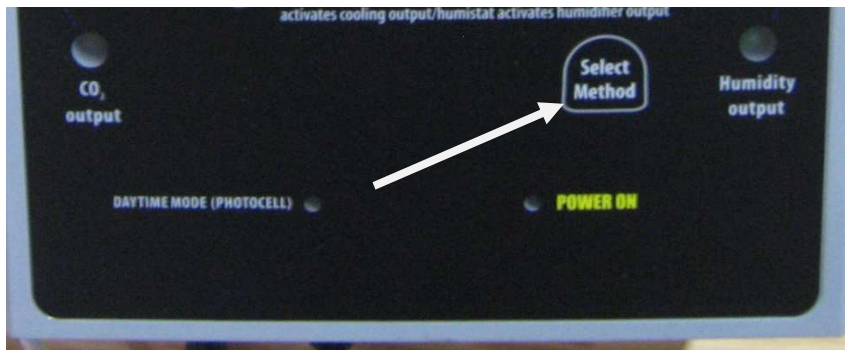 activates cooling output/humistat activates humidifier output
CO₂
output
Select
Method
Humidity
output
DAYTIME MODE (PHOTOCELL)
POWER ON